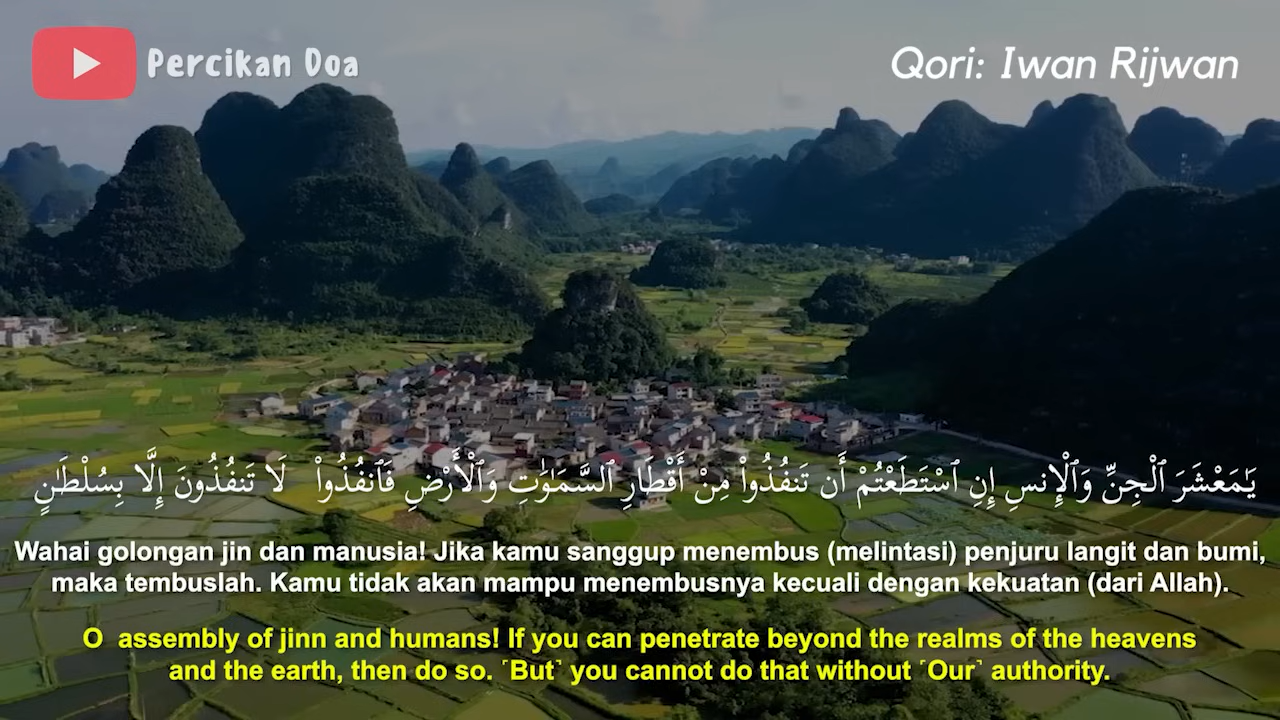 Percikan Doa
Qori: Iwan Rijwan
يَٰمَعْشَرَ ٱلْجِنِّ وَٱلْإِنسِ إِنِ ٱسْتَطَعْتُمْ أَن تَنفُذُوا۟ مِنْ أَقْطَارِ ٱلسَّمَٰوَٰتِ وَٱلْأَرْضِ فَٱنفُذُوا۟ لَا تَنفُذُونَ إِلَّا بِسُلْطَٰنٍ
Wahai golongan jin dan manusia! Jika kamu sanggup menembus (melintasi) penjuru langit dan bumi,
maka tembuslah. Kamu tidak akan mampu menembusnya kecuali dengan kekuatan (dari Allah).
O assembly of jinn and humans! If you can penetrate beyond the realms of the heavens
and the earth, then do so. ˹But˺ you cannot do that without ˹Our˺ authority.